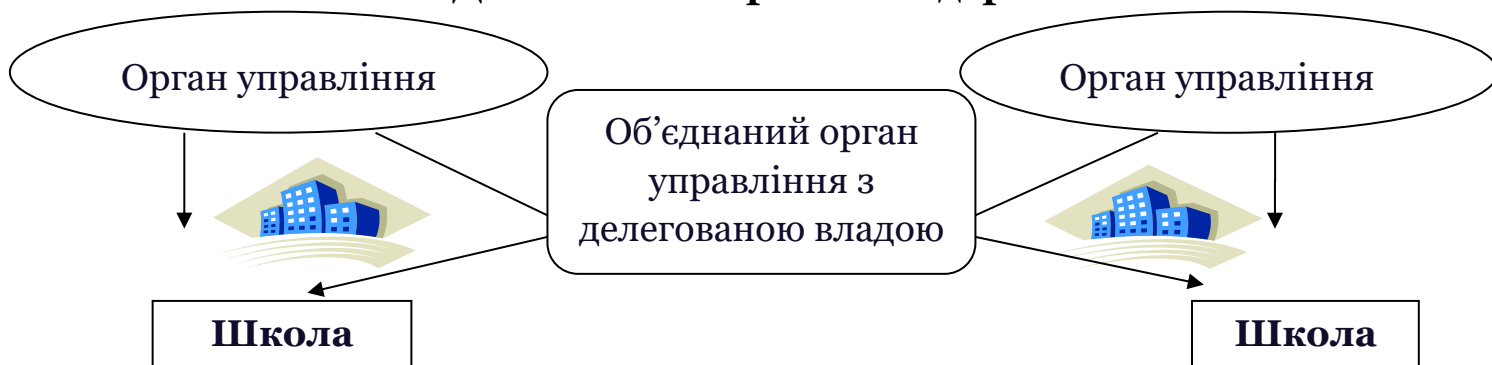 Орган управління
Орган управління
Об’єднаний орган
управління з
делегованою владою
Школа
Школа